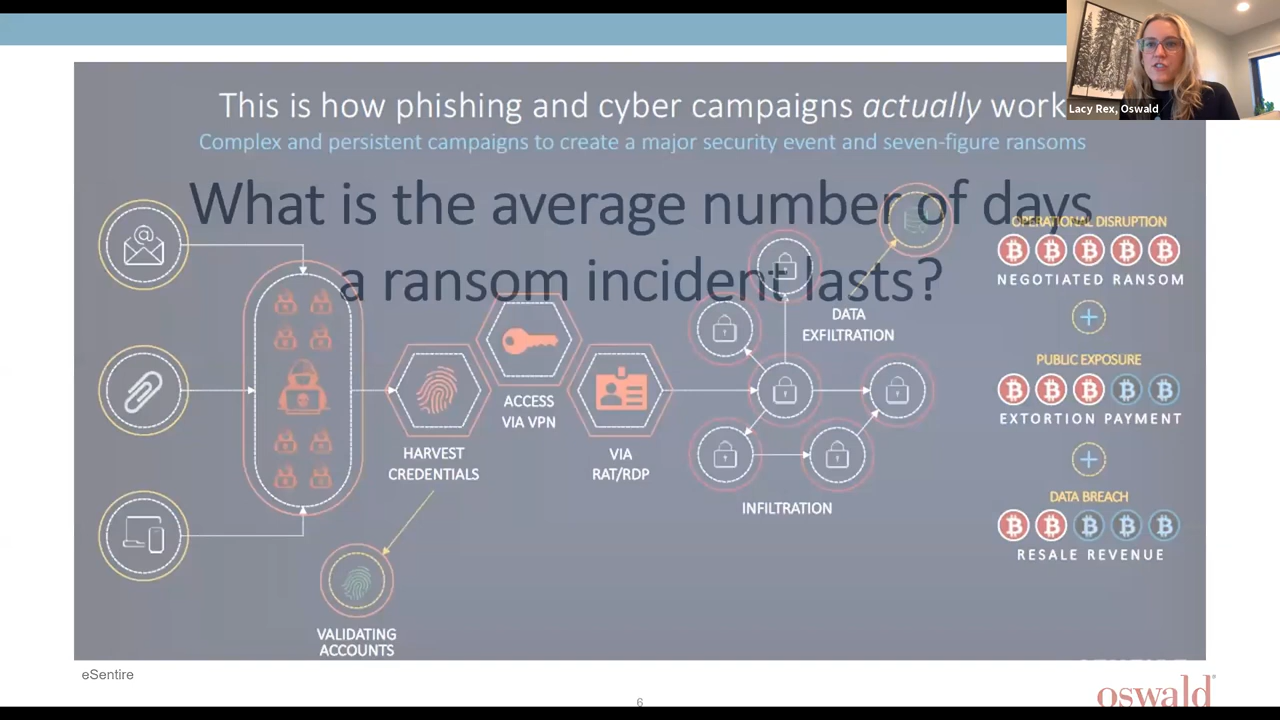 This is how phishing and cyber campaigns actually work
Complex and persistent campaigns to create a major security event and seven-figure ransoms
Lacy Rex, Oswald
What is the average number of days
a ransom incident lasts?
OPERATIONAL DISRUPTION
NEGOTIATED RANSOM
DATA
EXFILTRATION
PUBLIC EXPOSURE
EXTORTION PAYMENT
ACCESS
VIA VPN
HARVEST
CREDENTIALS
VIA
RAT/RDP
INFILTRATION
DATA BREACH
RESALE REVENUE
VALIDATING
ACCOUNTS
eSentire
6
oswald